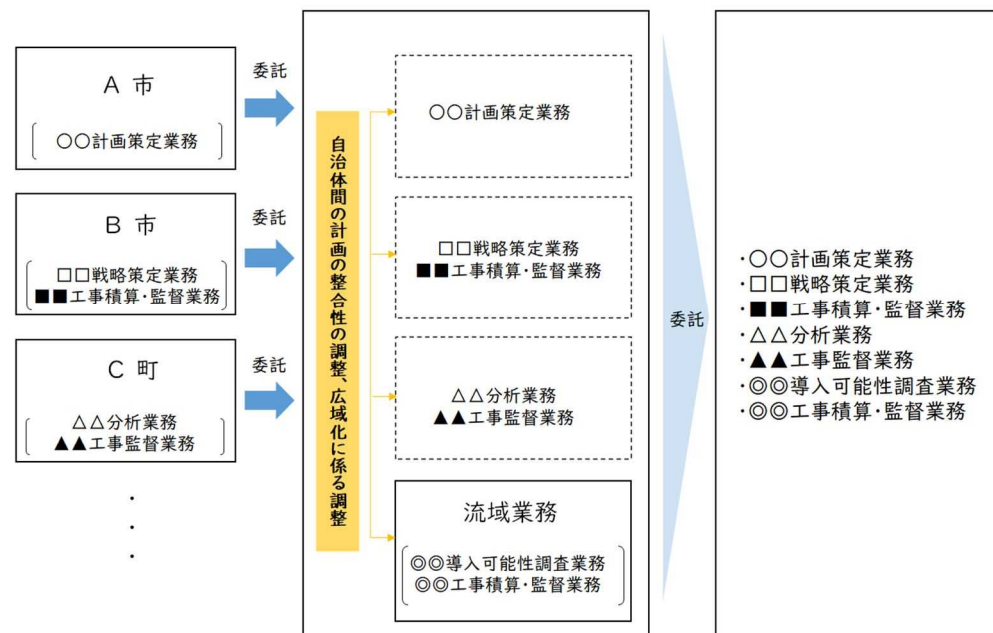 A 市
○○計画策定業務
委託
B 市
□□戦略策定業務
■■工事積算・監督業務
委託
C 町
△△分析業務
▲▲工事監督業務
委託
・
・
・
自治体間の計画の整合性の調整、広域化に係る調整
○○計画策定業務
□□戦略策定業務
■■工事積算・監督業務
△△分析業務
▲▲工事監督業務
流域業務
◎◎導入可能性調査業務
◎◎工事積算・監督業務
委託
・○○計画策定業務
・□□戦略策定業務
・■■工事積算・監督業務
・△△分析業務
・▲▲工事監督業務
・◎◎導入可能性調査業務
・◎◎工事積算・監督業務